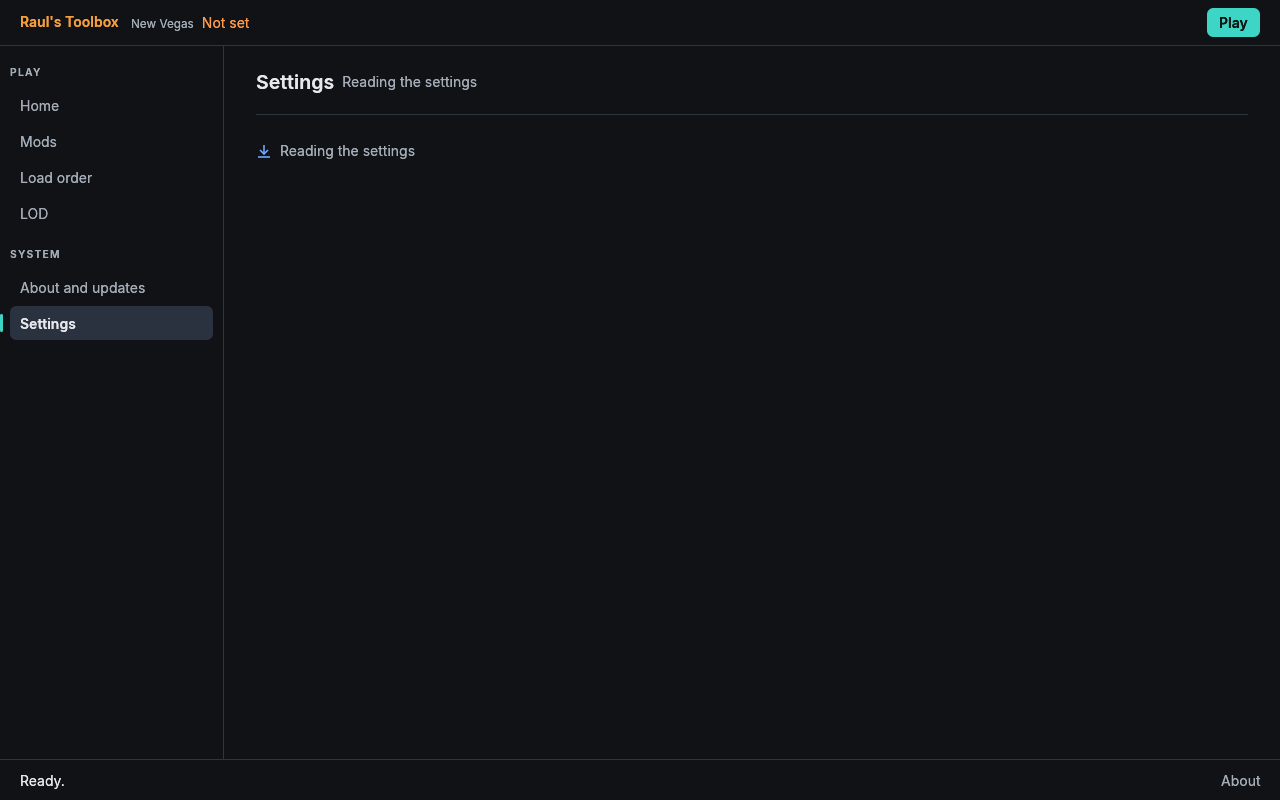 Raul's Toolbox New Vegas Not set Play
PLAY
Home
Mods
Load order
LOD
SYSTEM
About and updates
Settings
Settings Reading the settings
Reading the settings
Ready. About